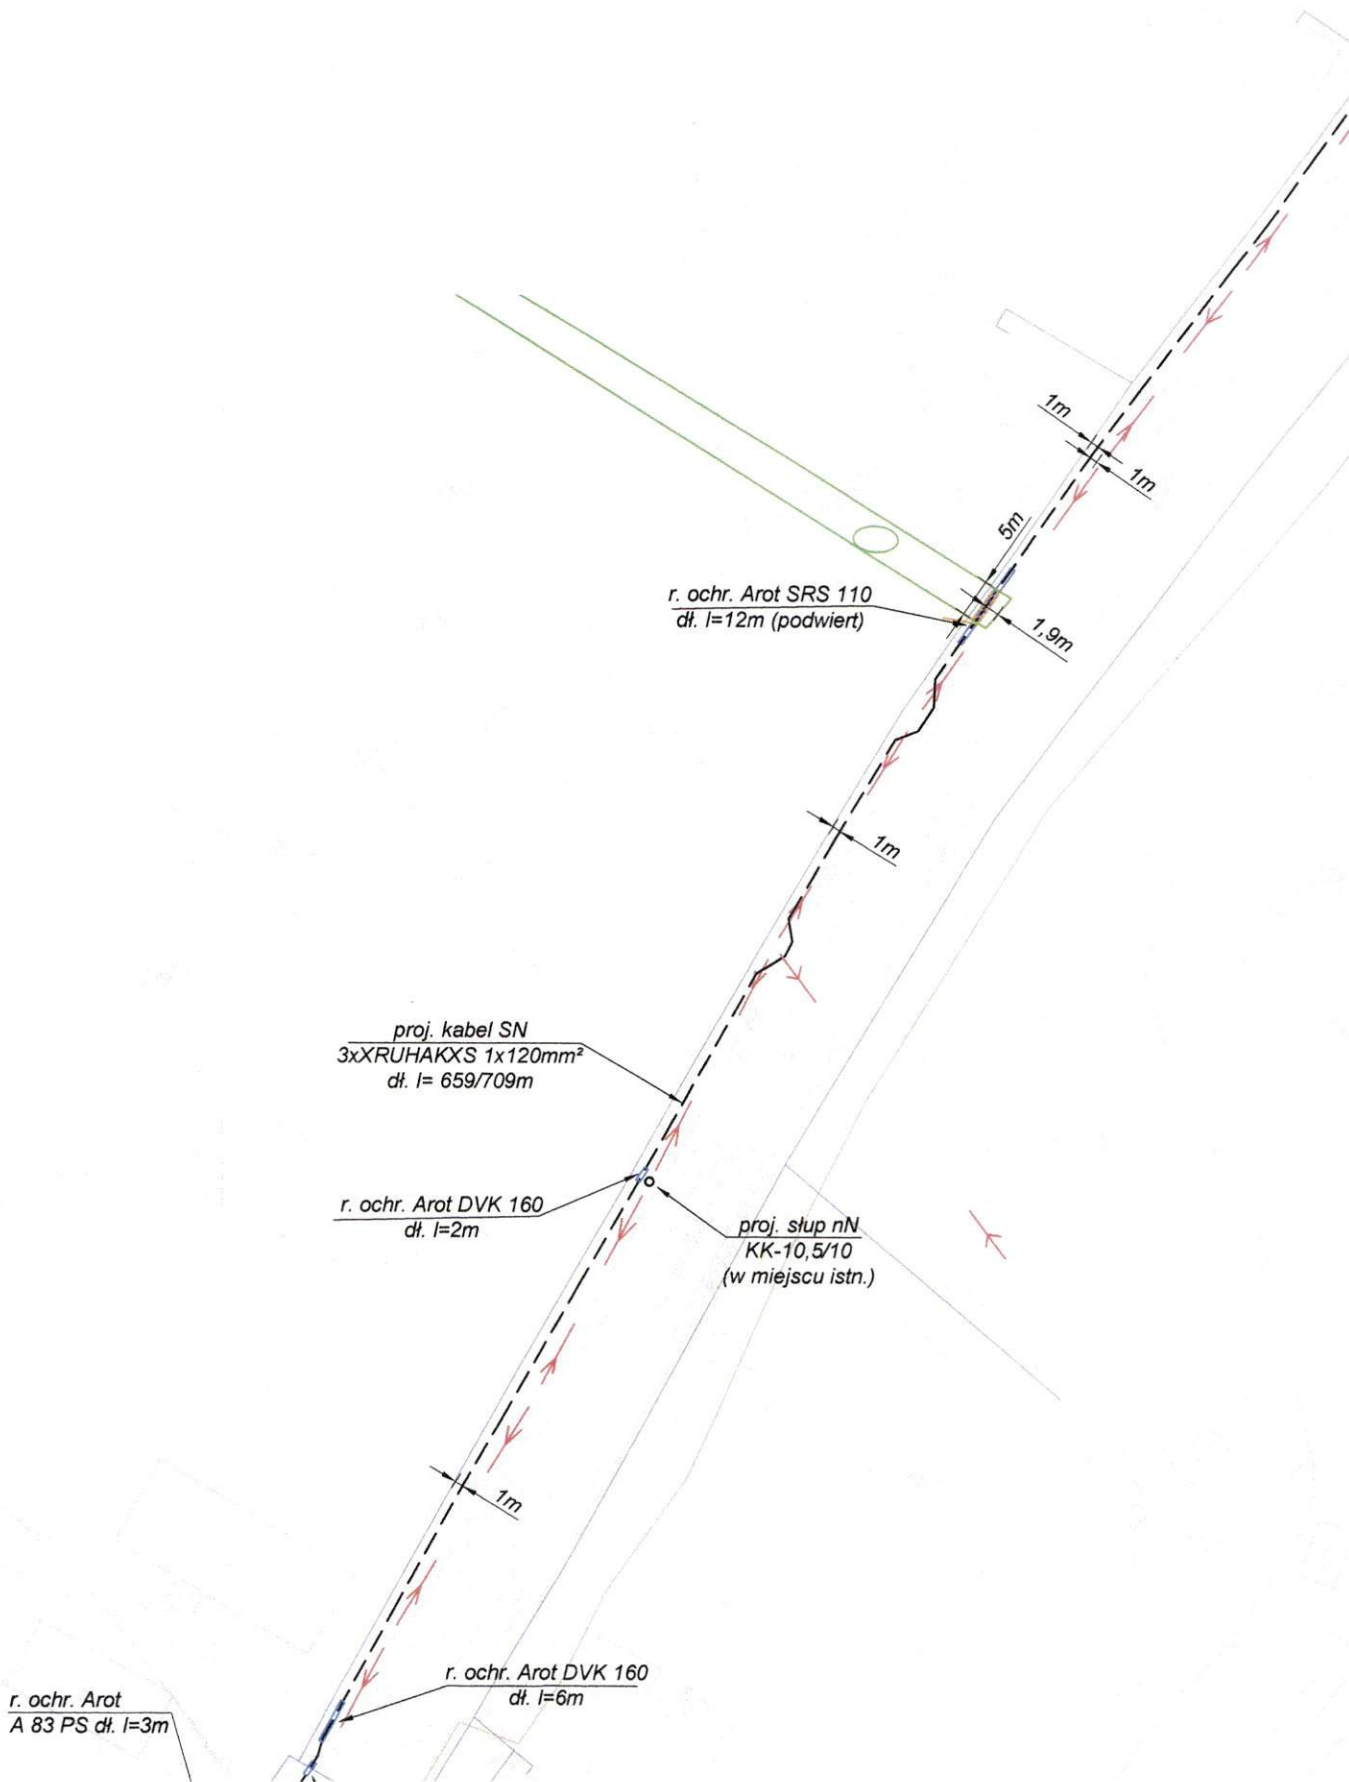 1m
1m
5m
r. ochr. Arot SRS 110
dł. l=12m (podwiert)
1,9m
1m
proj. kabel SN
3xXRUHAKXS 1x120mm²
dł. l= 659/709m
r. ochr. Arot DVK 160
dł. l=2m
proj. słup nN
KK-10,5/10
(w miejscu istn.)
1m
r. ochr. Arot DVK 160
dł. l=6m
r. ochr. Arot
A 83 PS dł. l=3m